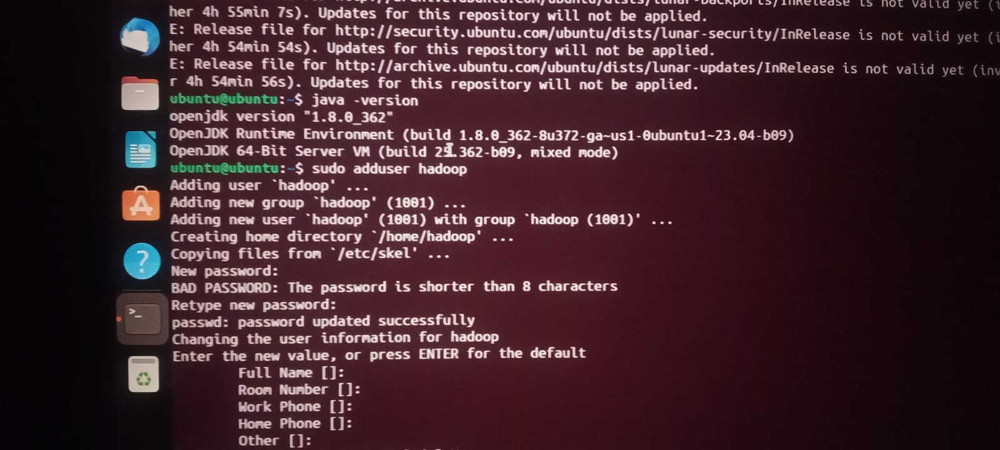 InRelease is not valid yet (i
her 4h 55min 7s). Updates for this repository will not be applied.
E: Release file for http://security.ubuntu.com/ubuntu/dists/lunar-security/InRelease is not valid yet (i
her 4h 54min 54s). Updates for this repository will not be applied.
E: Release file for http://archive.ubuntu.com/ubuntu/dists/lunar-updates/InRelease is not valid yet (inv
r 4h 54min 56s). Updates for this repository will not be applied.
ubuntu@ubuntu:~$ java -version
openjdk version "1.8.0_362"
OpenJDK Runtime Environment (build 1.8.0_362-8u372-ga~us1-0ubuntu1~23.04-b09)
OpenJDK 64-Bit Server VM (build 25.362-b09, mixed mode)
ubuntu@ubuntu:~$ sudo adduser hadoop
Adding user `hadoop' ...
Adding new group `hadoop' (1001) ...
Adding new user `hadoop' (1001) with group `hadoop (1001)' ...
Creating home directory `/home/hadoop' ...
Copying files from `/etc/skel' ...
New password:
BAD PASSWORD: The password is shorter than 8 characters
Retype new password:
passwd: password updated successfully
Changing the user information for hadoop
Enter the new value, or press ENTER for the default
Full Name []:
Room Number []:
Work Phone []:
Home Phone []:
Other []: